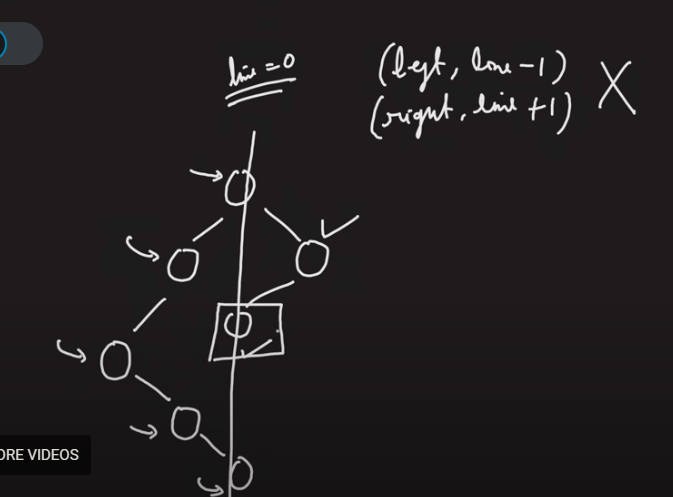 line = 0
(left, line - 1)
(right, line + 1)
ORE VIDEOS